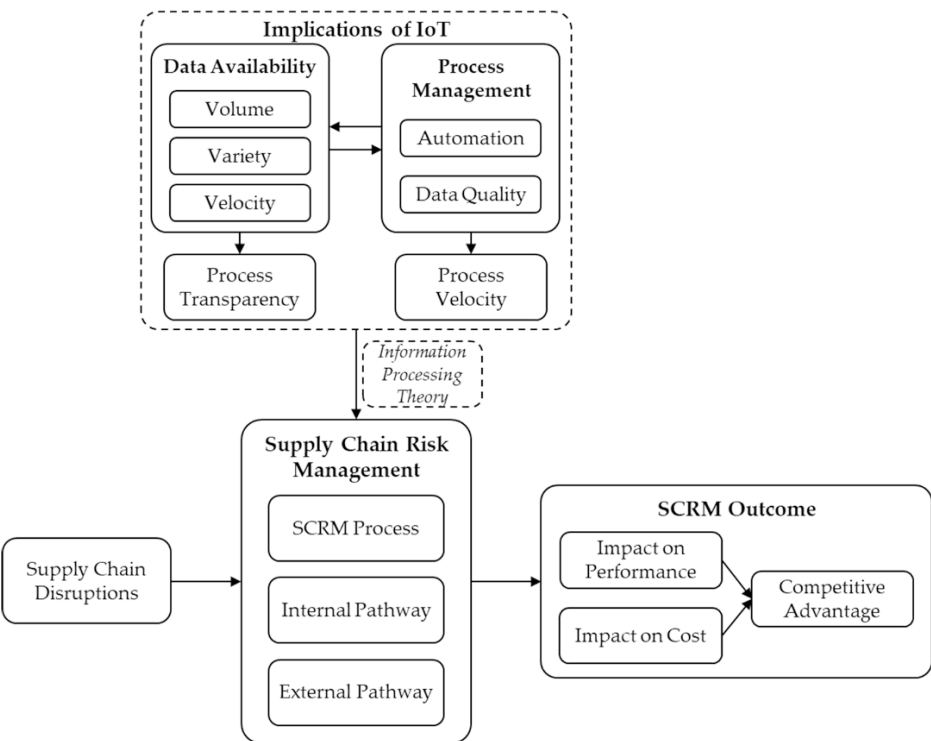 Implications of IoT
Data Availability
Volume
Variety
Velocity
Process
Management
Automation
Data Quality
Process
Transparency
Process
Velocity
Information
Processing
Theory
Supply Chain Risk
Management
SCRM Process
Internal Pathway
External Pathway
Supply Chain
Disruptions
SCRM Outcome
Impact on
Performance
Impact on Cost
Competitive
Advantage